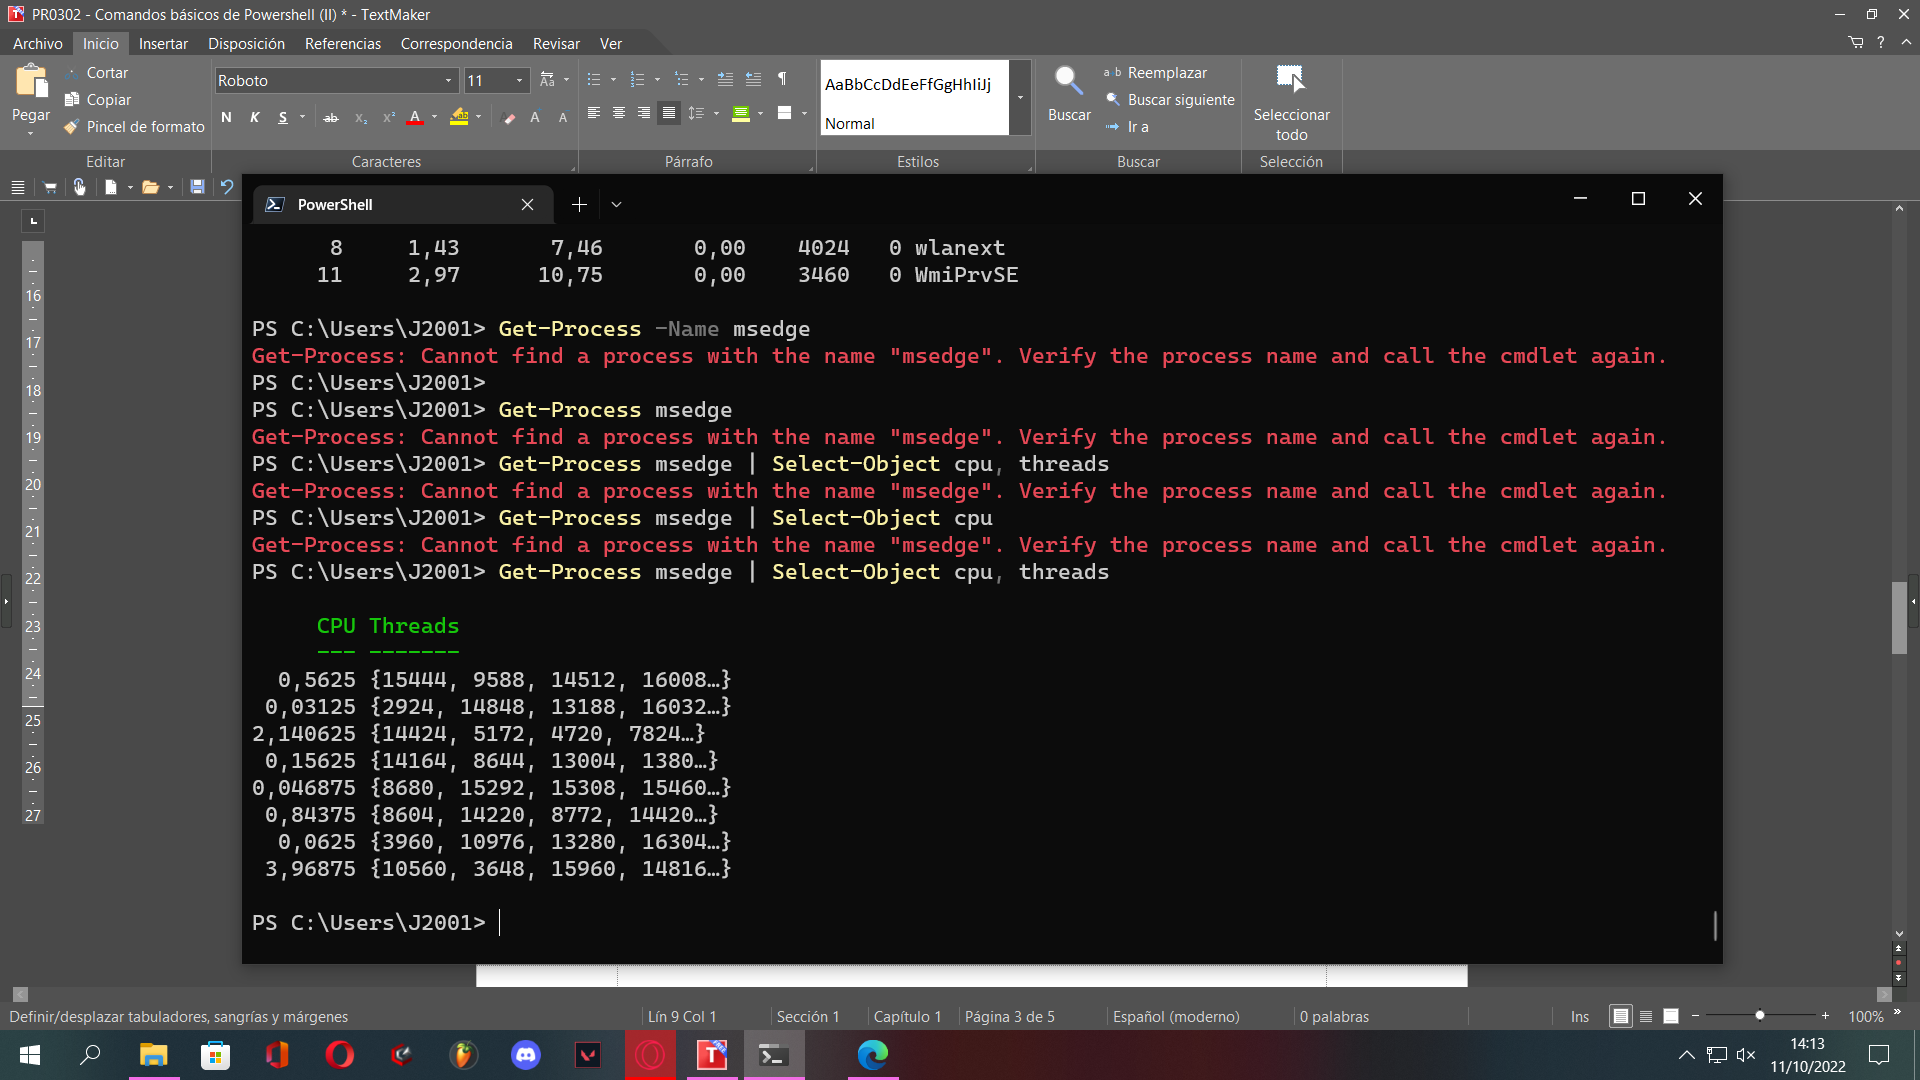 PR0302 - Comandos básicos de Powershell (II) * - TextMaker
Archivo Inicio Insertar Disposición Referencias Correspondencia Revisar Ver
Pegar
Cortar
Copiar
Pincel de formato
Editar
Roboto 11
N K S ab
Caracteres
Párrafo
AaBbCcDdEeFfGgHhIiJj
Normal
Estilos
Buscar
Reemplazar
Buscar siguiente
Ir a
Buscar
Seleccionar
todo
Selección
PowerShell
8 1,43 7,46 0,00 4024 0 wlanext
11 2,97 10,75 0,00 3460 0 WmiPrvSE
PS C:\Users\J2001> Get-Process -Name msedge
Get-Process: Cannot find a process with the name "msedge". Verify the process name and call the cmdlet again.
PS C:\Users\J2001>
PS C:\Users\J2001> Get-Process msedge
Get-Process: Cannot find a process with the name "msedge". Verify the process name and call the cmdlet again.
PS C:\Users\J2001> Get-Process msedge | Select-Object cpu, threads
Get-Process: Cannot find a process with the name "msedge". Verify the process name and call the cmdlet again.
PS C:\Users\J2001> Get-Process msedge | Select-Object cpu
Get-Process: Cannot find a process with the name "msedge". Verify the process name and call the cmdlet again.
PS C:\Users\J2001> Get-Process msedge | Select-Object cpu, threads
CPU Threads
--- -------
0,5625 {15444, 9588, 14512, 16008…}
0,03125 {2924, 14848, 13188, 16032…}
2,140625 {14424, 5172, 4720, 7824…}
0,15625 {14164, 8644, 13004, 1380…}
0,046875 {8680, 15292, 15308, 15460…}
0,84375 {8604, 14220, 8772, 14420…}
0,0625 {3960, 10976, 13280, 16304…}
3,96875 {10560, 3648, 15960, 14816…}
PS C:\Users\J2001>
16
17
18
19
20
21
22
23
24
25
26
27
Definir/desplazar tabuladores, sangrías y márgenes
Lín 9 Col 1
Sección 1
Capítulo 1
Página 3 de 5
Español (moderno)
0 palabras
Ins
100%
14:13
11/10/2022